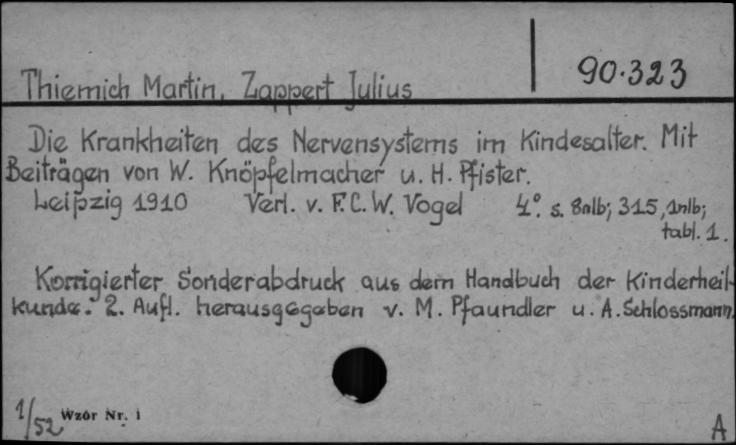 90.323
Thiemich Martin, Zappert Julius
Die Krankheiten des Nervensystems im Kindesalter. Mit
Beiträgen von W. Knöpfelmacher u. H. Pfister.
Leipzig 1910 Verl. v. F.C.W. Vogel 4° s. 8nlb; 315, 1nlb;
tabl. 1.
Korrigierter Sonderabdruck aus dem Handbuch der Kinderheil-
kunde. 2. Aufl. herausgegeben v. M. Pfaundler u. A. Schlossmann.
1/52 Wzór Nr. 1
A